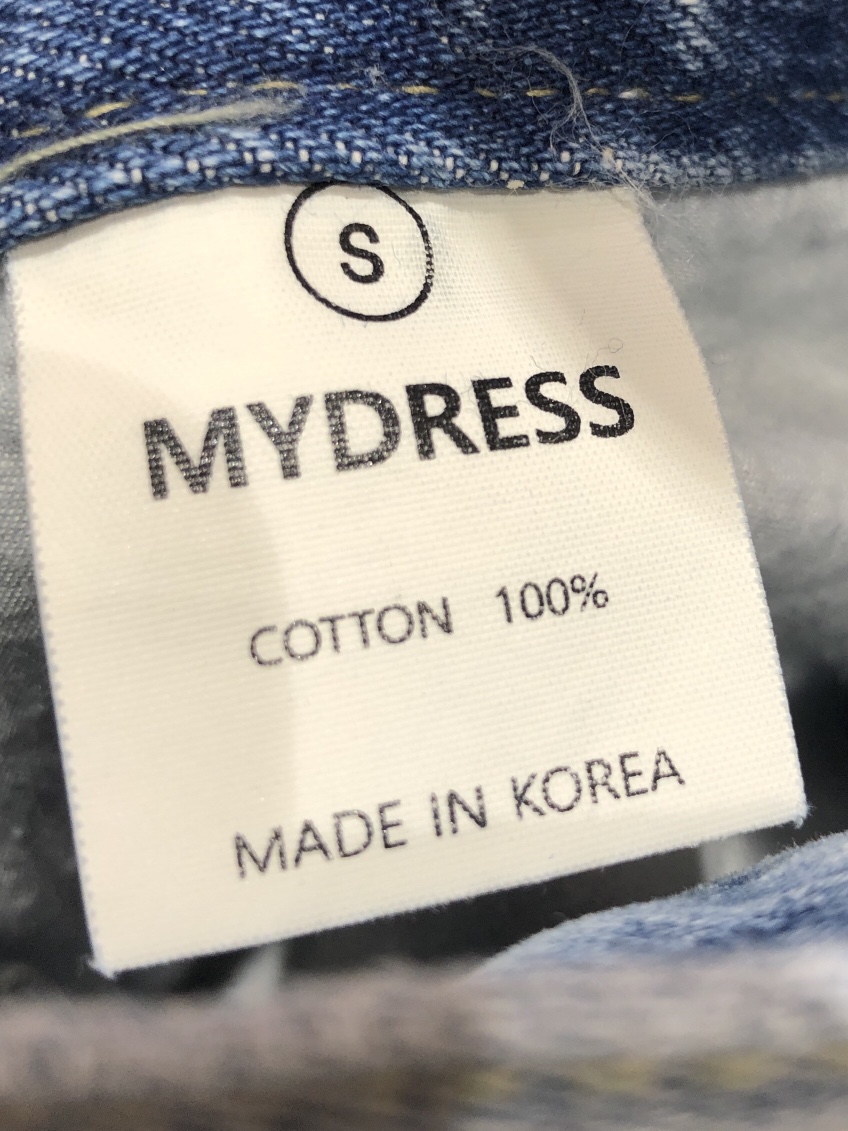 S
MYDRESS
COTTON 100%
MADE IN KOREA